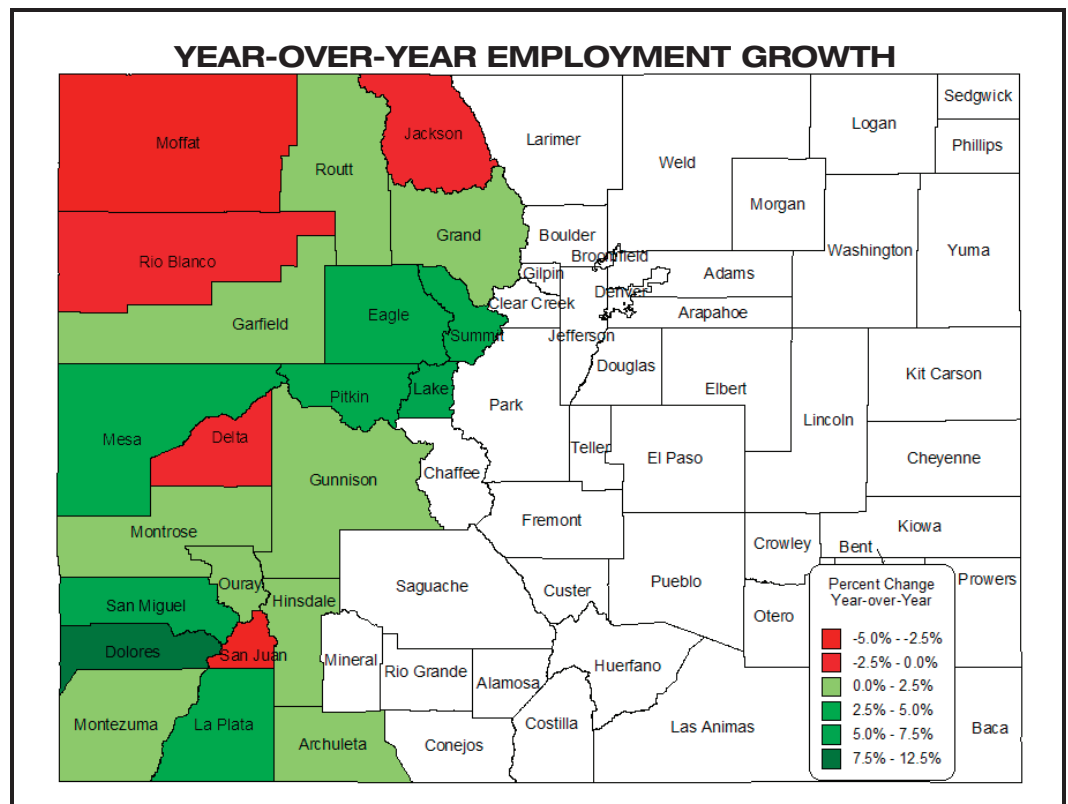 YEAR-OVER-YEAR EMPLOYMENT GROWTH
Sedgwick
Logan
Jackson
Larimer
Moffat
Phillips
Weld
Routt
Morgan
Grand
Boulder
Washington
Yuma
Broomfield
Rio Blanco
Gilpin
Adams
Denver
Clear Creek
Arapahoe
Eagle
Garfield
Summit
Jefferson
Douglas
Kit Carson
Elbert
Lake
Pitkin
Park
Lincoln
Mesa
Delta
Teller
El Paso
Cheyenne
Chaffee
Gunnison
Fremont
Kiowa
Montrose
Crowley
Bent
Ouray
Saguache
Pueblo
Prowers
Custer
Hinsdale
San Miguel
Otero
Dolores
San Juan
Mineral
Rio Grande
Huerfano
Alamosa
Montezuma
La Plata
Costilla
Las Animas
Baca
Archuleta
Conejos
Percent Change
Year-over-Year
-5.0% - -2.5%
-2.5% - 0.0%
0.0% - 2.5%
2.5% - 5.0%
5.0% - 7.5%
7.5% - 12.5%